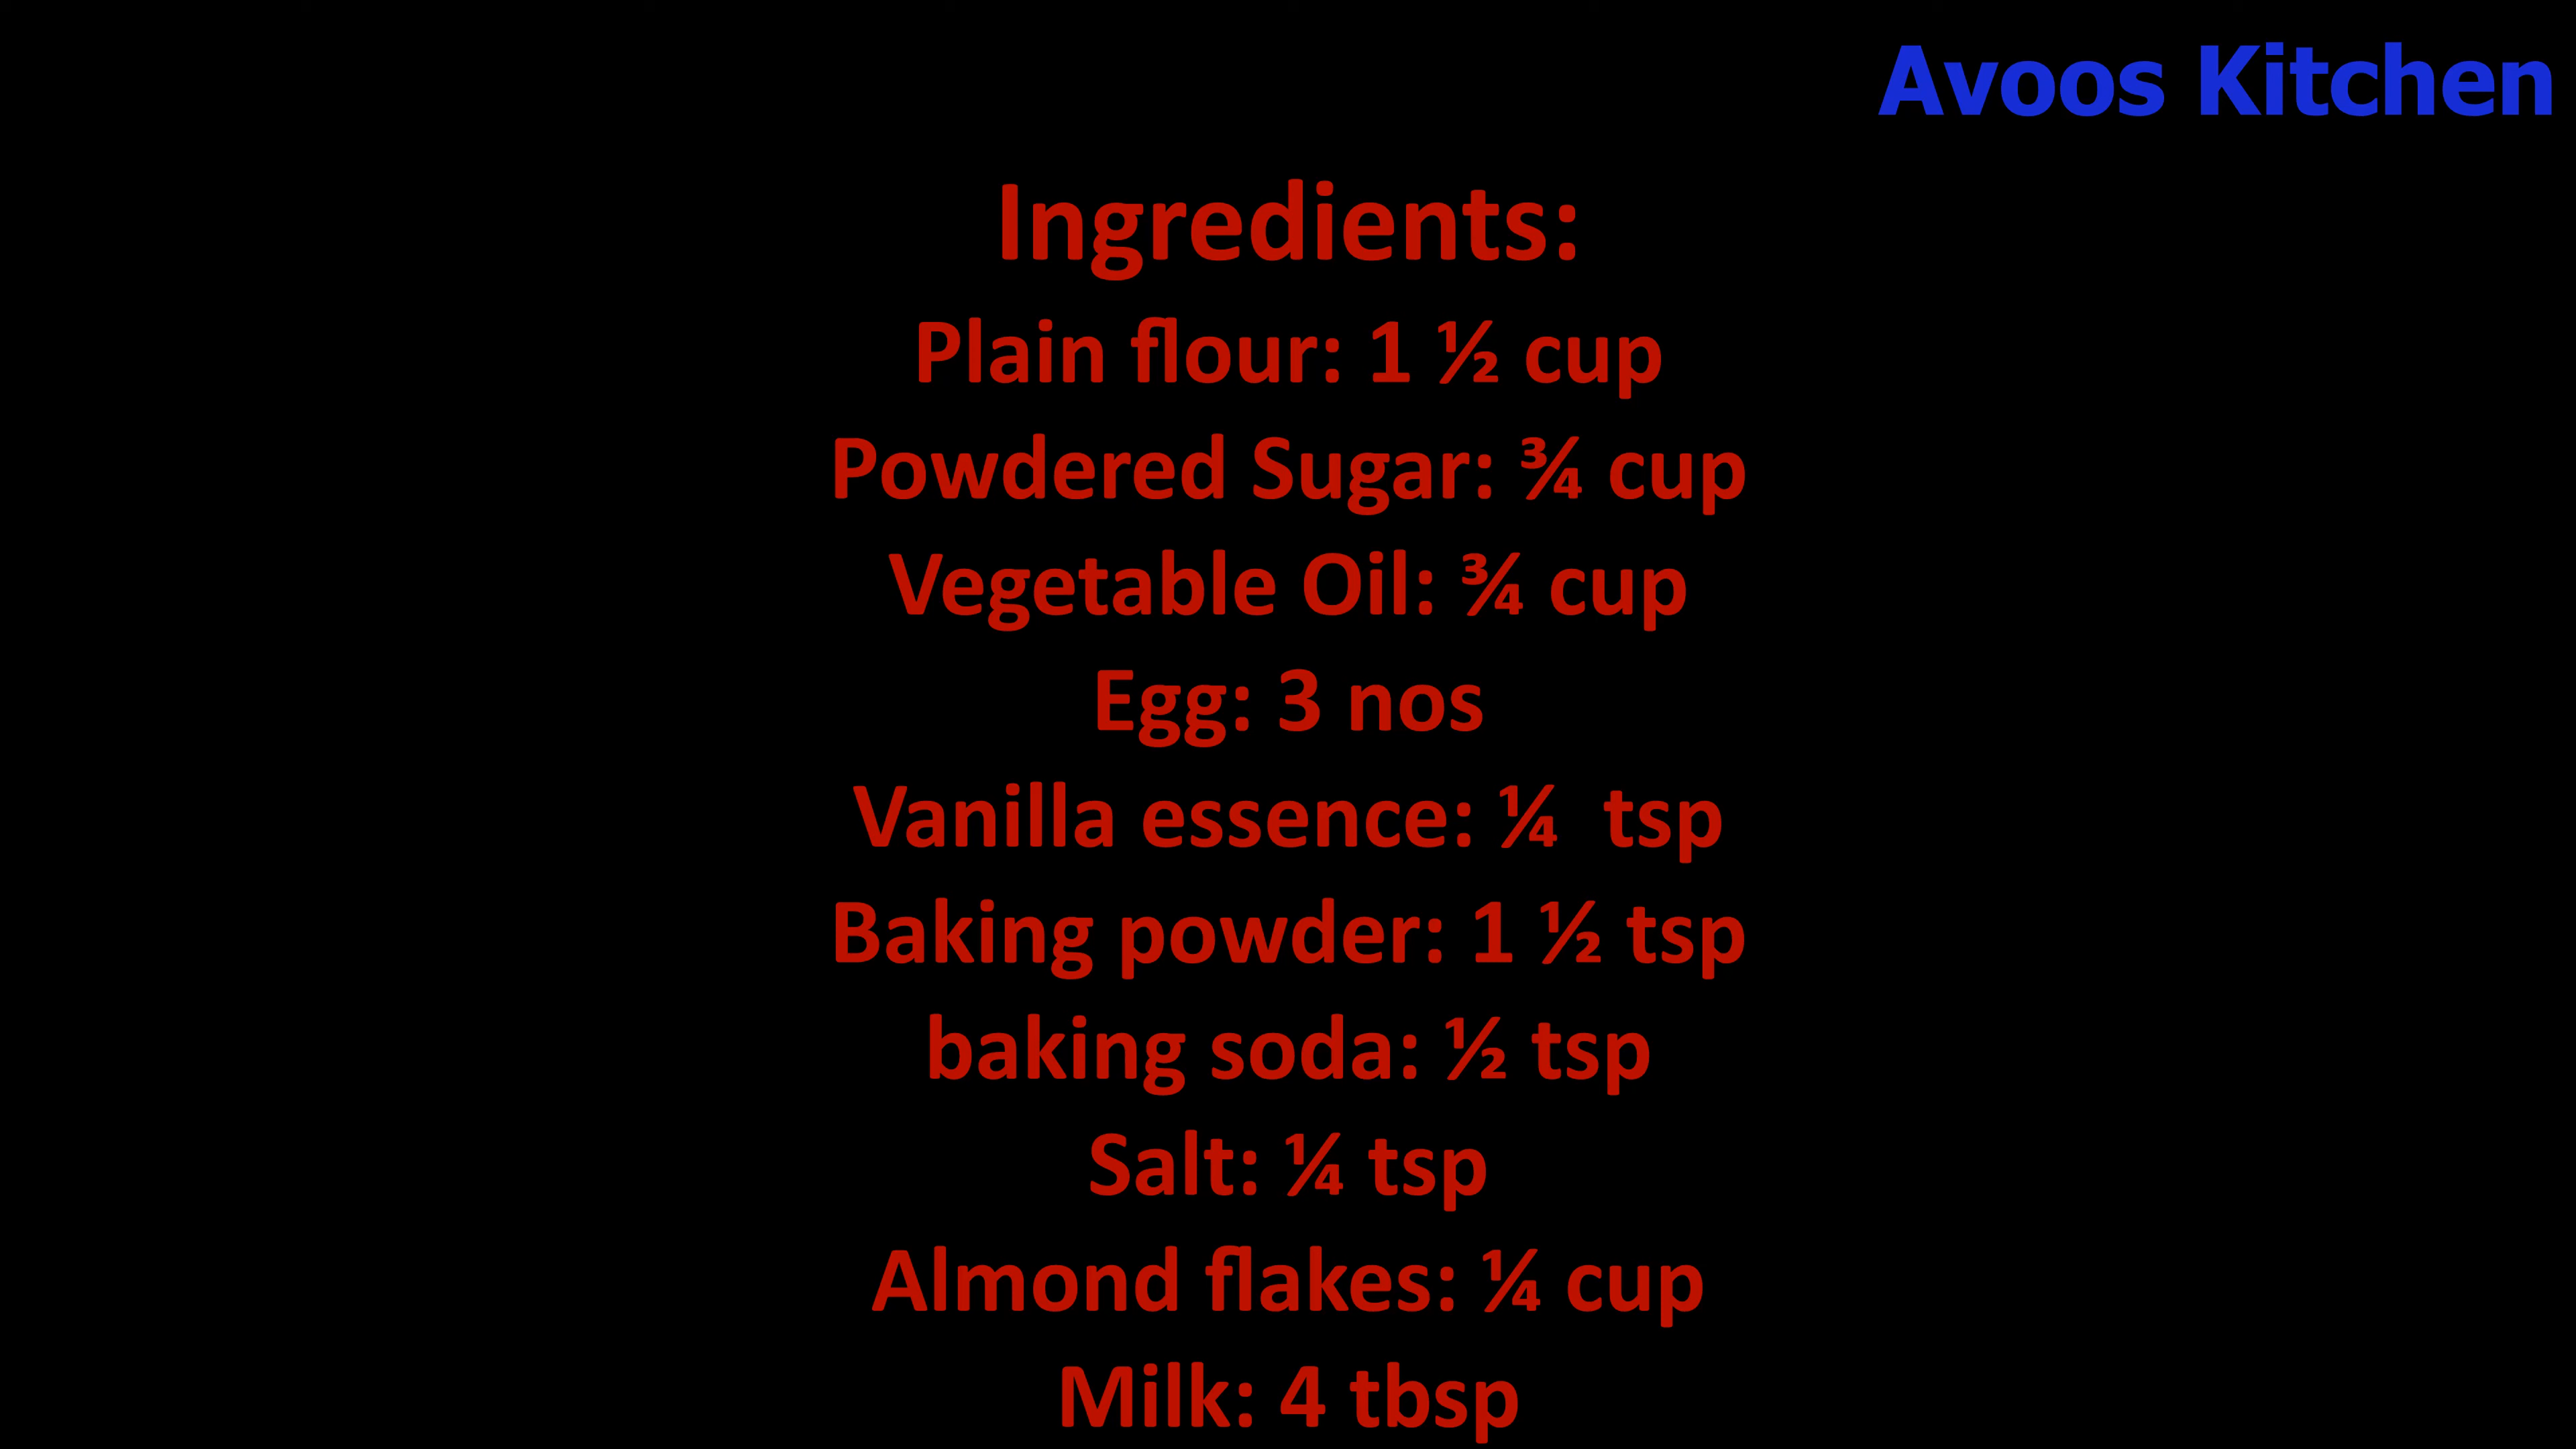 Avoos Kitchen
Ingredients:
Plain flour: 1 ½ cup
Powdered Sugar: ¾ cup
Vegetable Oil: ¾ cup
Egg: 3 nos
Vanilla essence: ¼  tsp
Baking powder: 1 ½ tsp
baking soda: ½ tsp
Salt: ¼ tsp
Almond flakes: ¼ cup
Milk: 4 tbsp